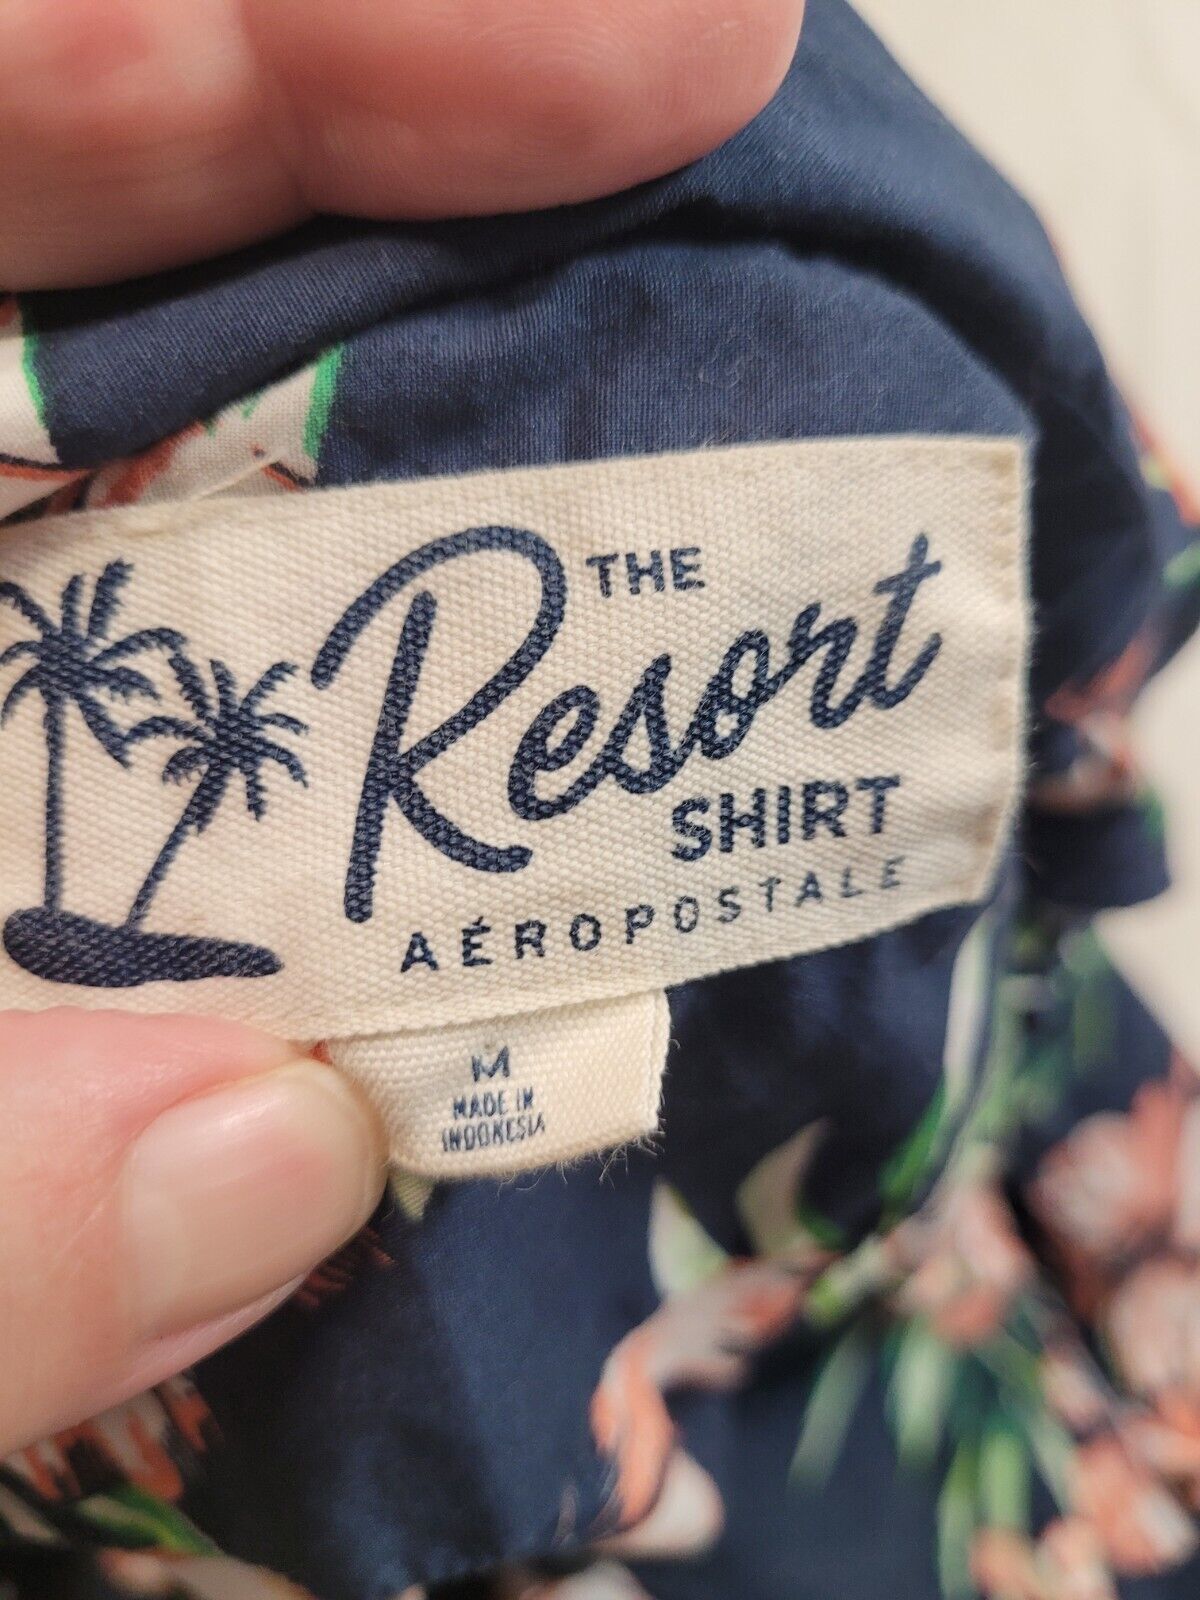 THE
Resort
SHIRT
AÉROPOSTALE
M
MADE IN
INDONESIA